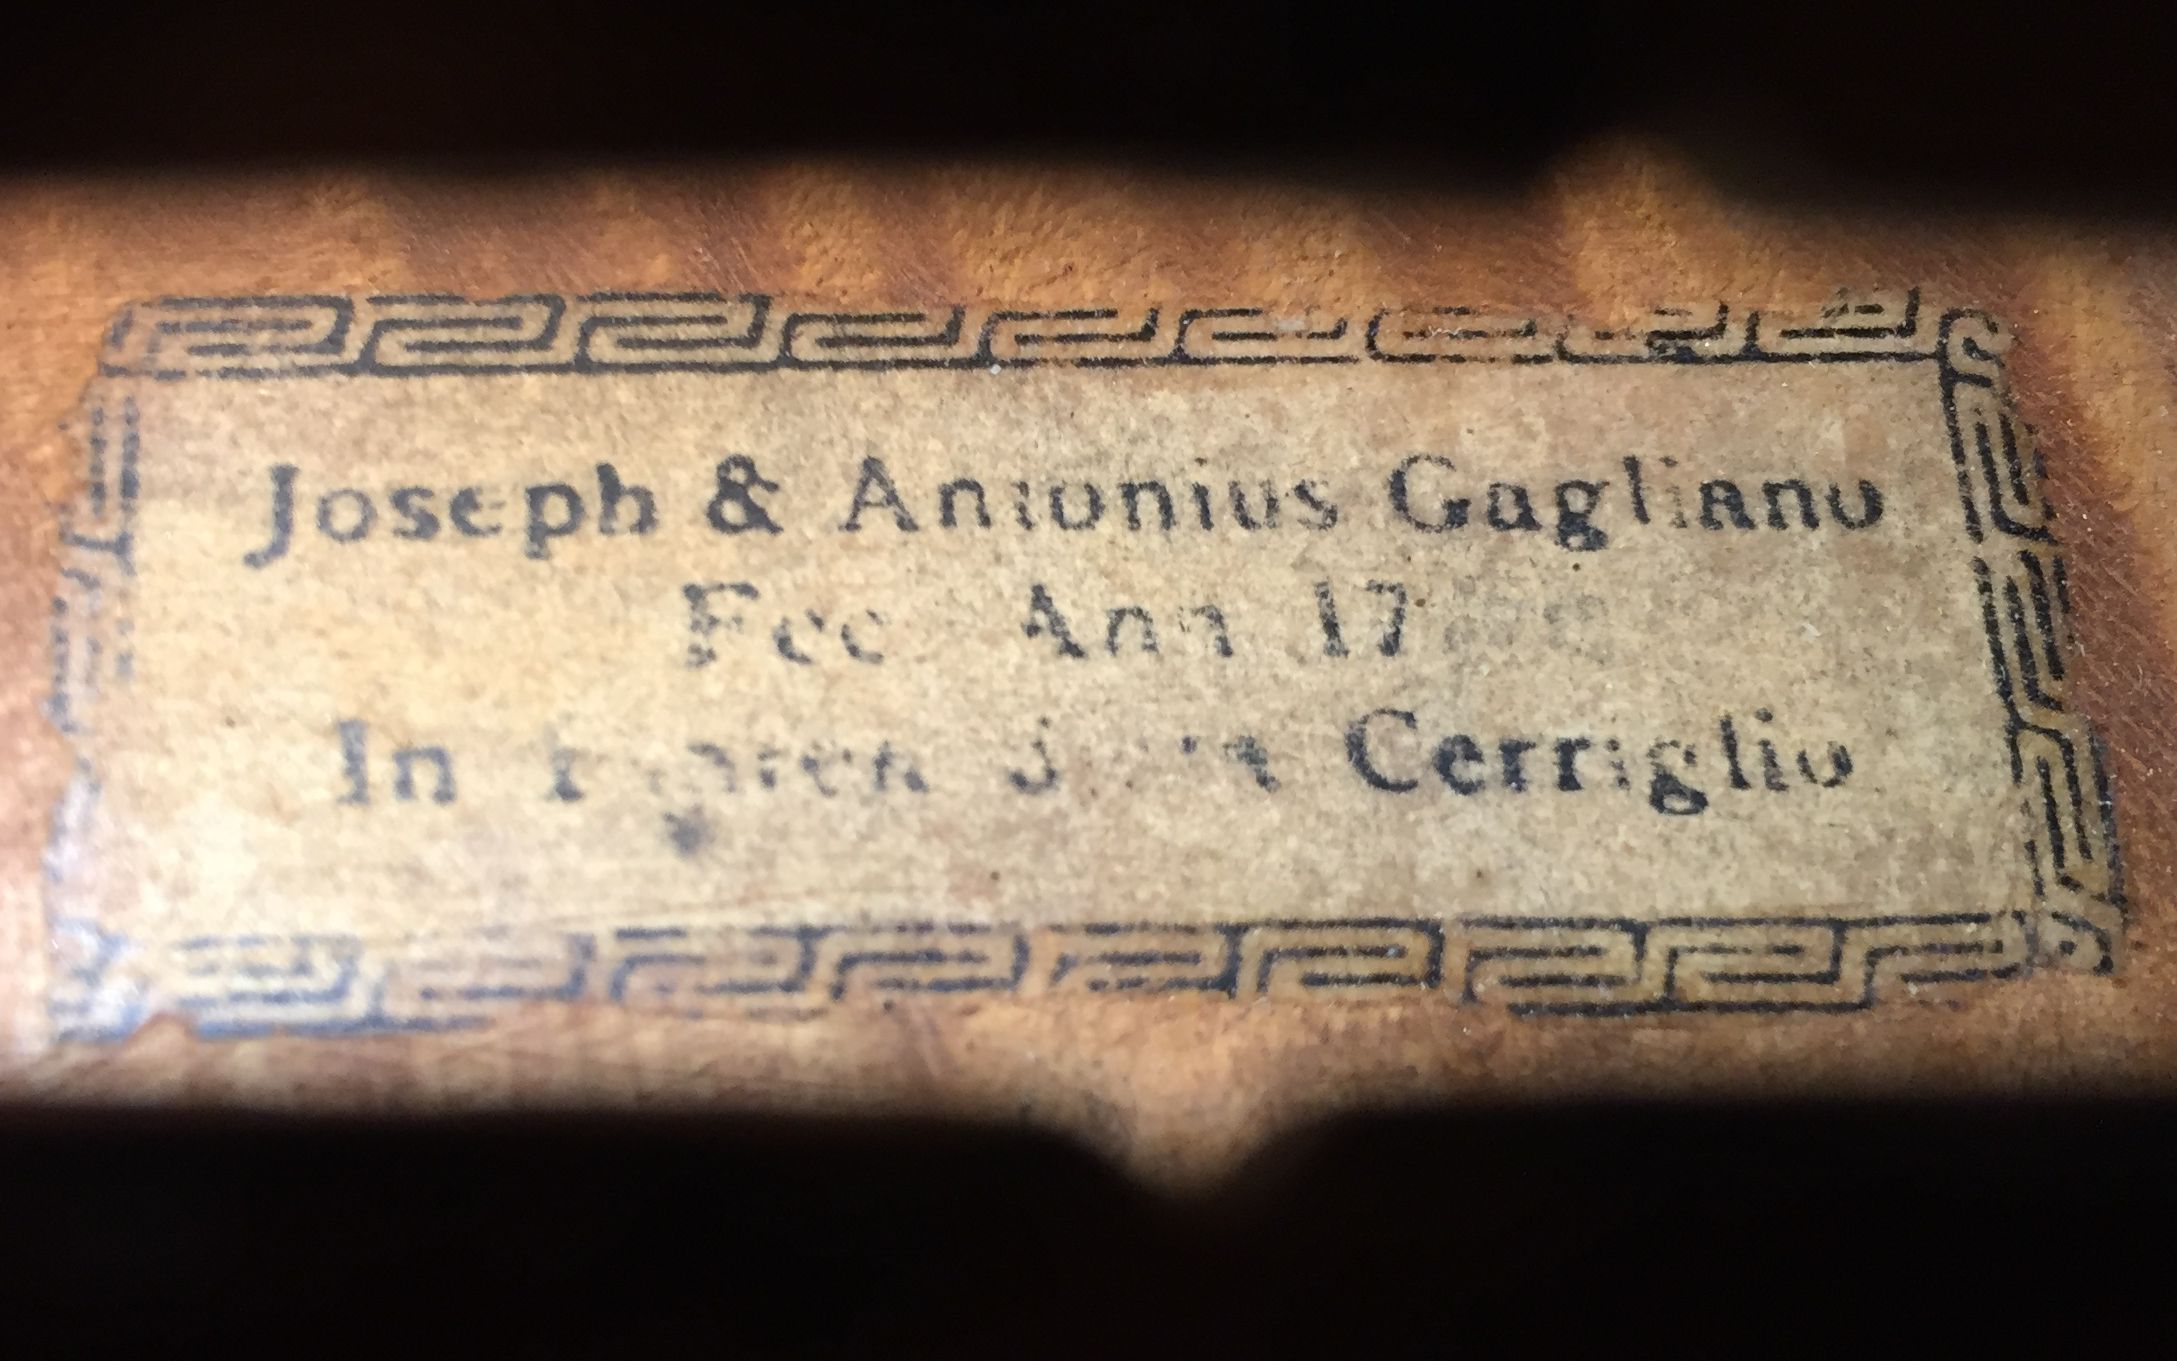 Joseph & Antonius Gagliano
Fec Ann 17
In Cerriglio